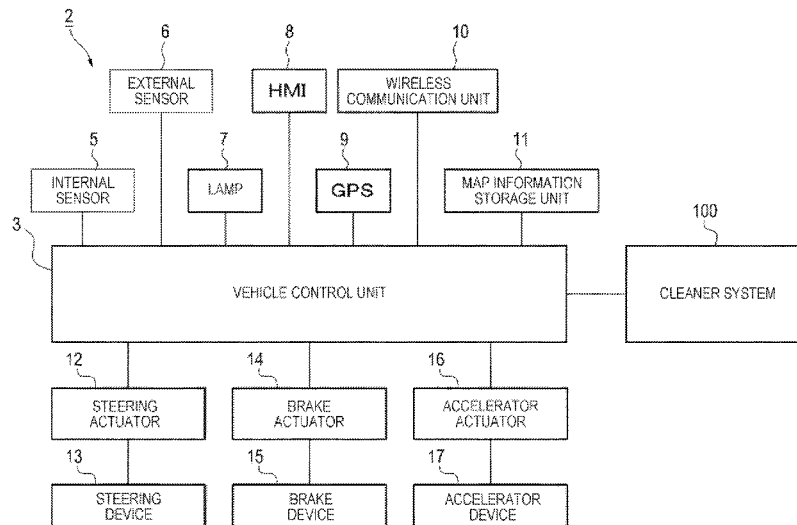 2
6
8
10
EXTERNAL
SENSOR
HMI
WIRELESS
COMMUNICATION UNIT
5
7
9
11
INTERNAL
SENSOR
LAMP
GPS
MAP INFORMATION
STORAGE UNIT
3
100
VEHICLE CONTROL UNIT
CLEANER SYSTEM
12
14
16
STEERING
ACTUATOR
BRAKE
ACTUATOR
ACCELERATOR
ACTUATOR
13
15
17
STEERING
DEVICE
BRAKE
DEVICE
ACCELERATOR
DEVICE